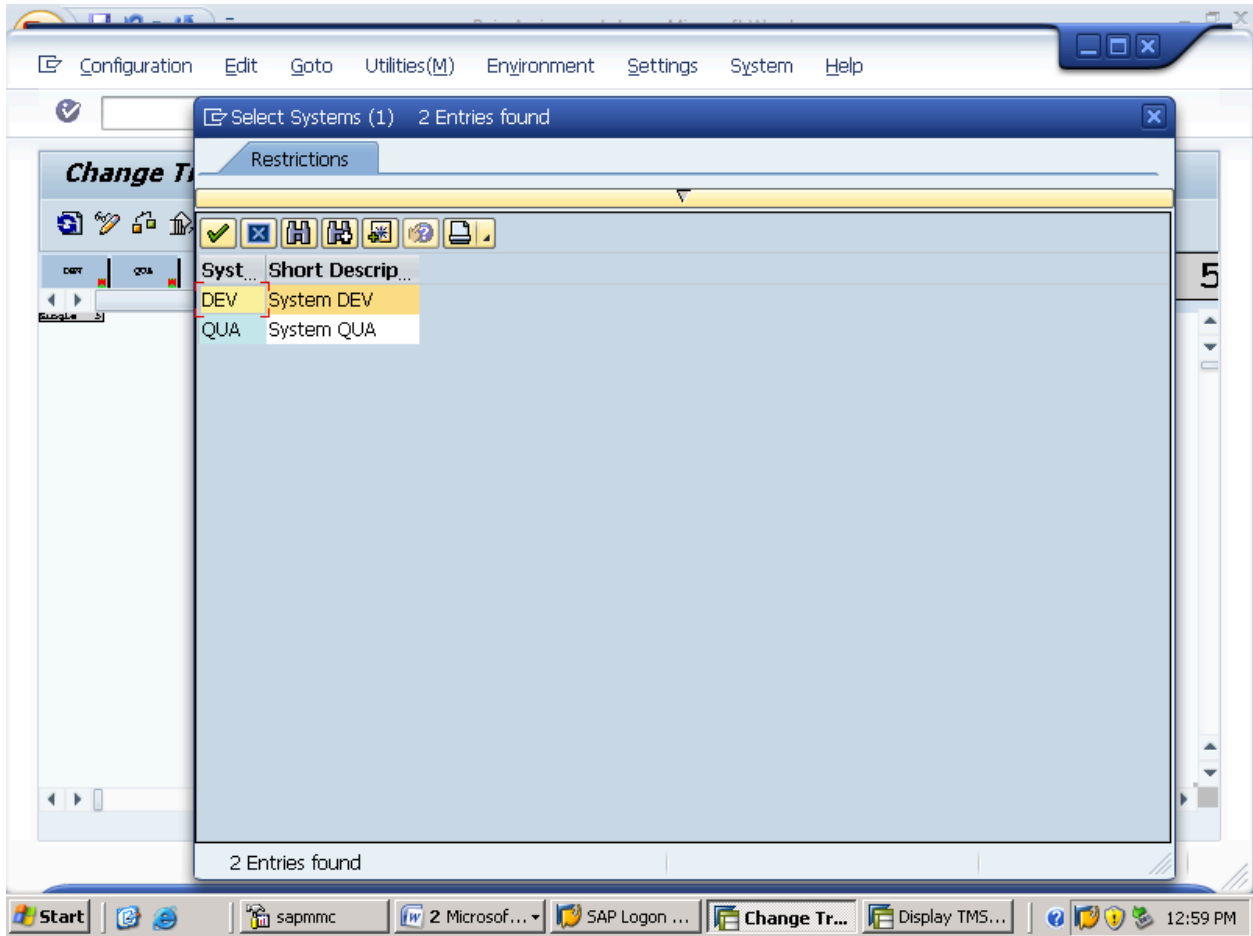 Configuration Edit Goto Utilities(M) Environment Settings System Help
Select Systems (1) 2 Entries found
Restrictions
Change Tr
Syst... Short Descrip...
DEV QUA 5
DEV System DEV
Single S
QUA System QUA
2 Entries found
Start sapmmc 2 Microsof... SAP Logon ... Change Tr... Display TMS... 12:59 PM